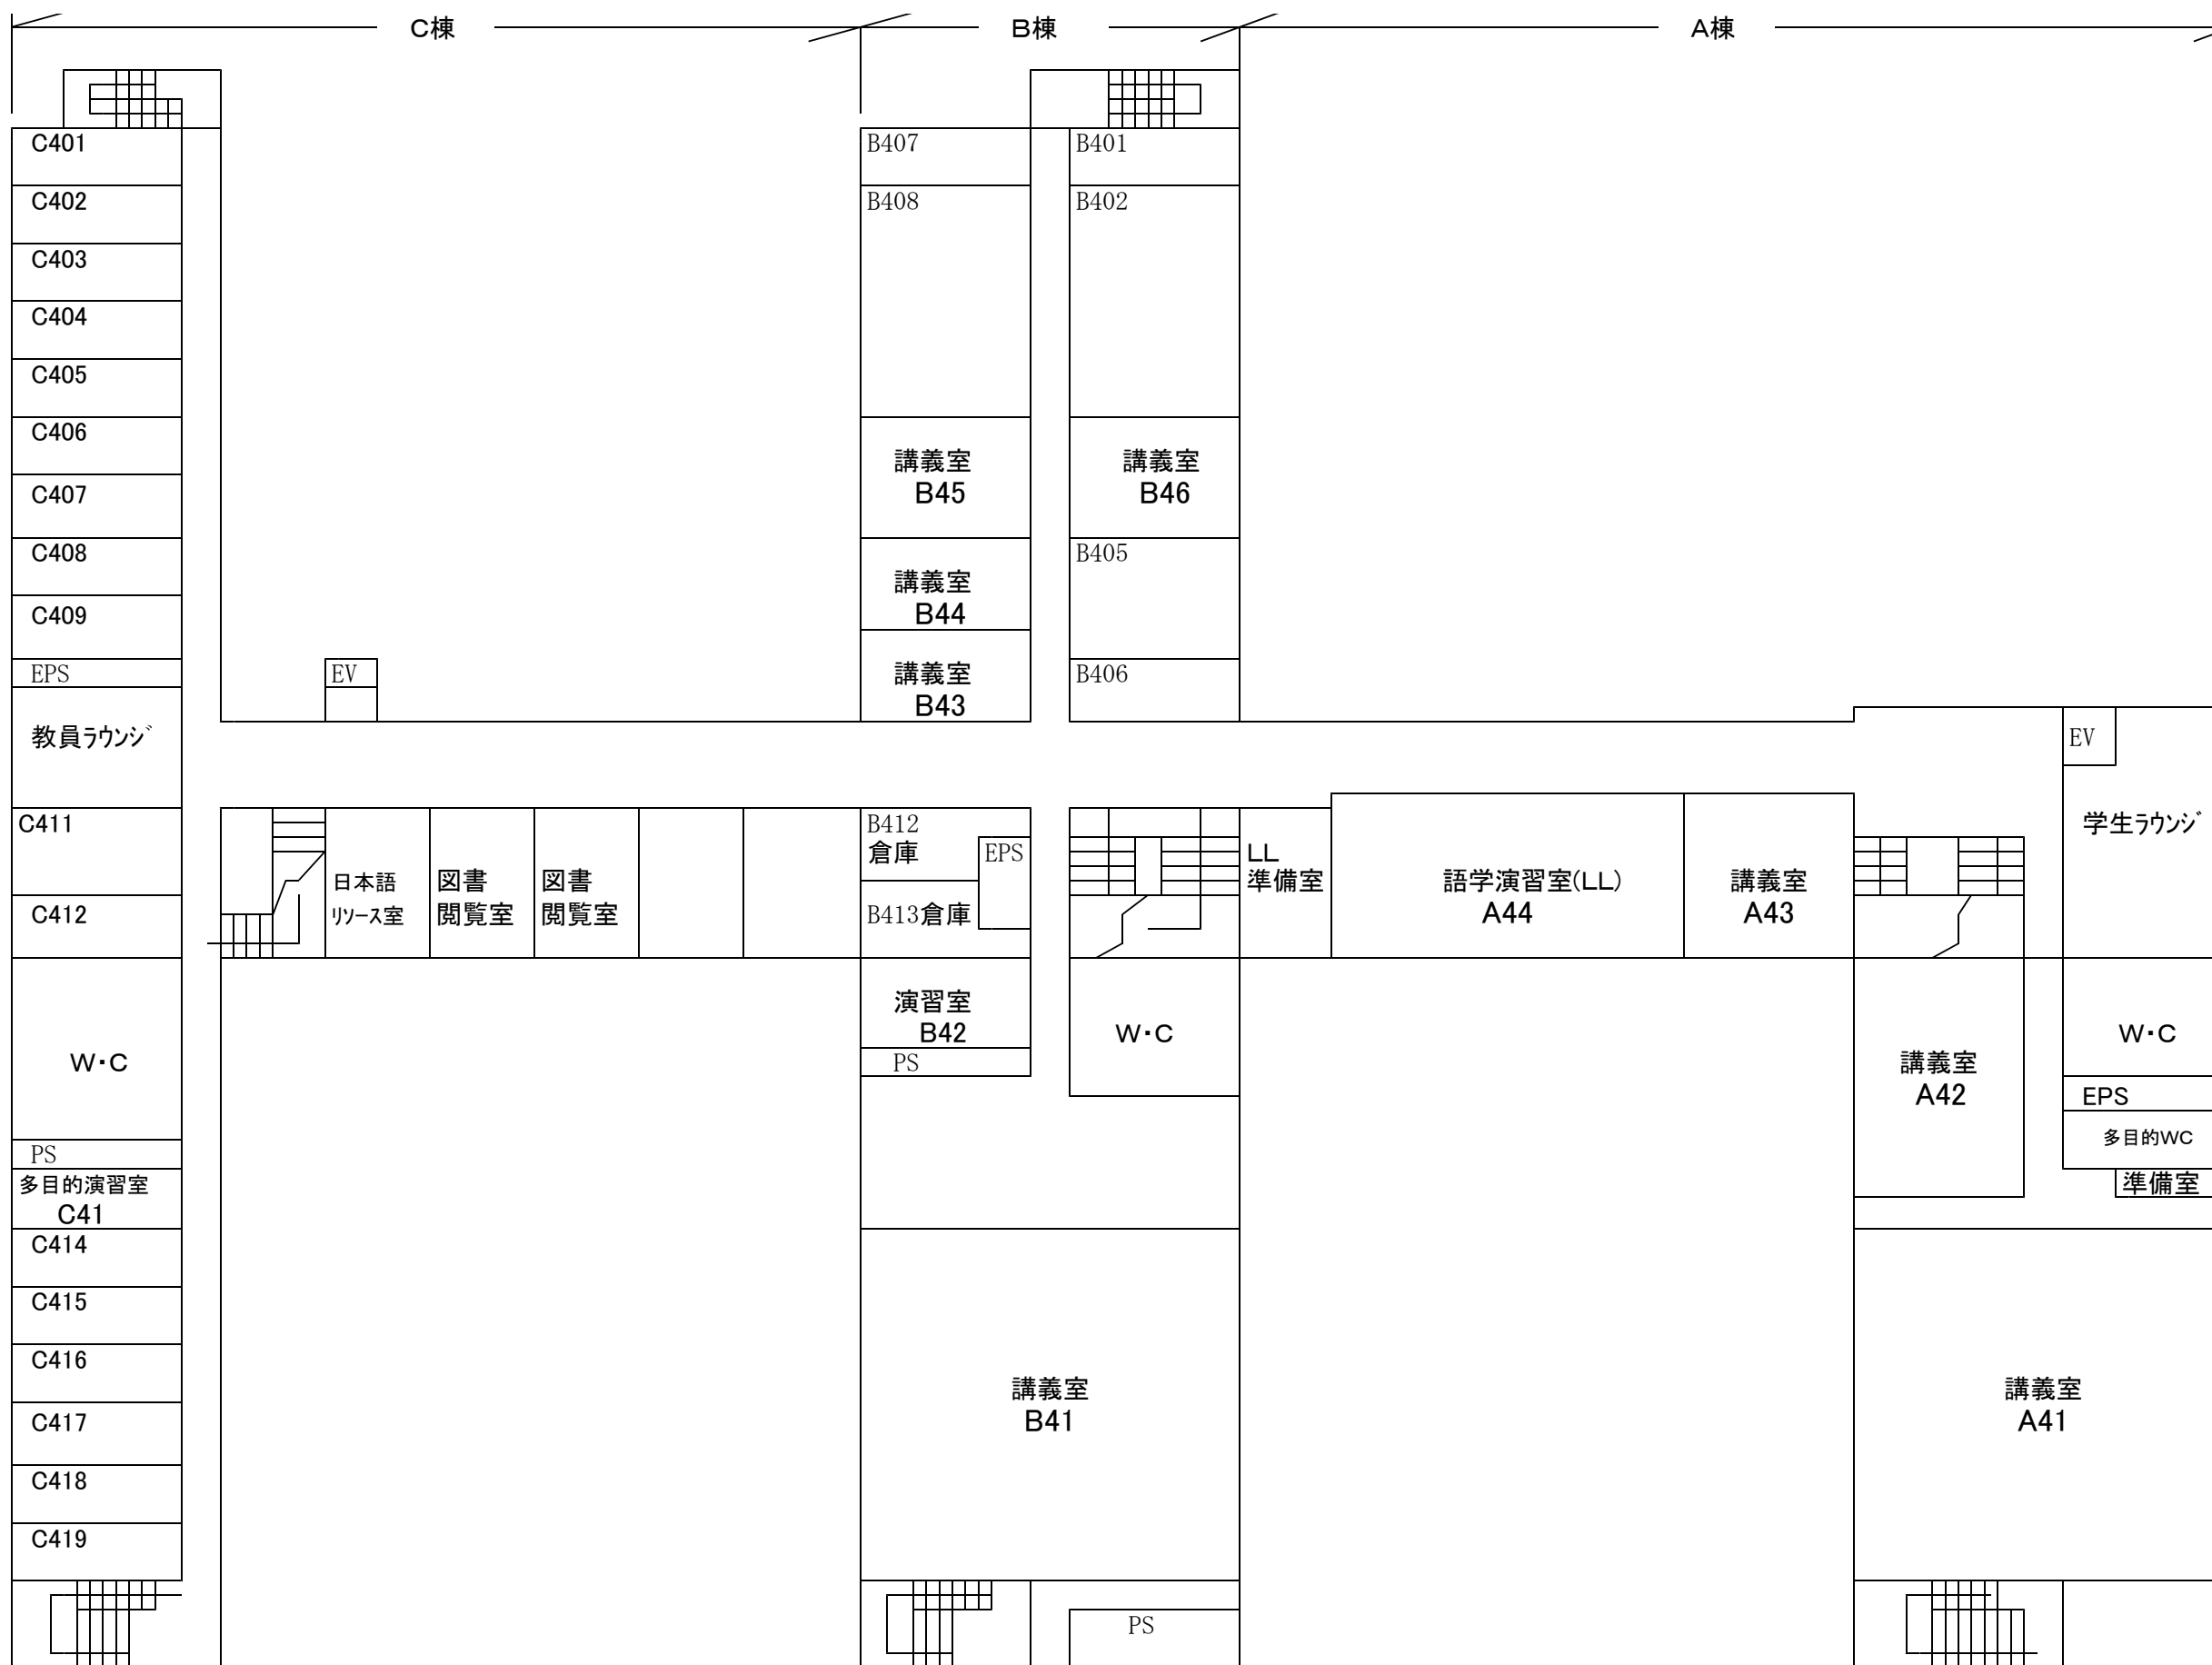 C棟
B棟
A棟
C401
C402
C403
C404
C405
C406
C407
C408
C409
EPS
教員ﾗｳﾝｼﾞ
C411
C412
W・C
PS
多目的演習室
C41
C414
C415
C416
C417
C418
C419
EV
日本語
ﾘｿｰｽ室
図書
閲覧室
図書
閲覧室
B407
B408
講義室
B45
講義室
B44
講義室
B43
B401
B402
講義室
B46
B405
B406
B412
倉庫
EPS
B413倉庫
演習室
B42
PS
W・C
講義室
B41
PS
LL
準備室
語学演習室(LL)
A44
講義室
A43
EV
学生ﾗｳﾝｼﾞ
講義室
A42
W・C
EPS
多目的WC
準備室
講義室
A41